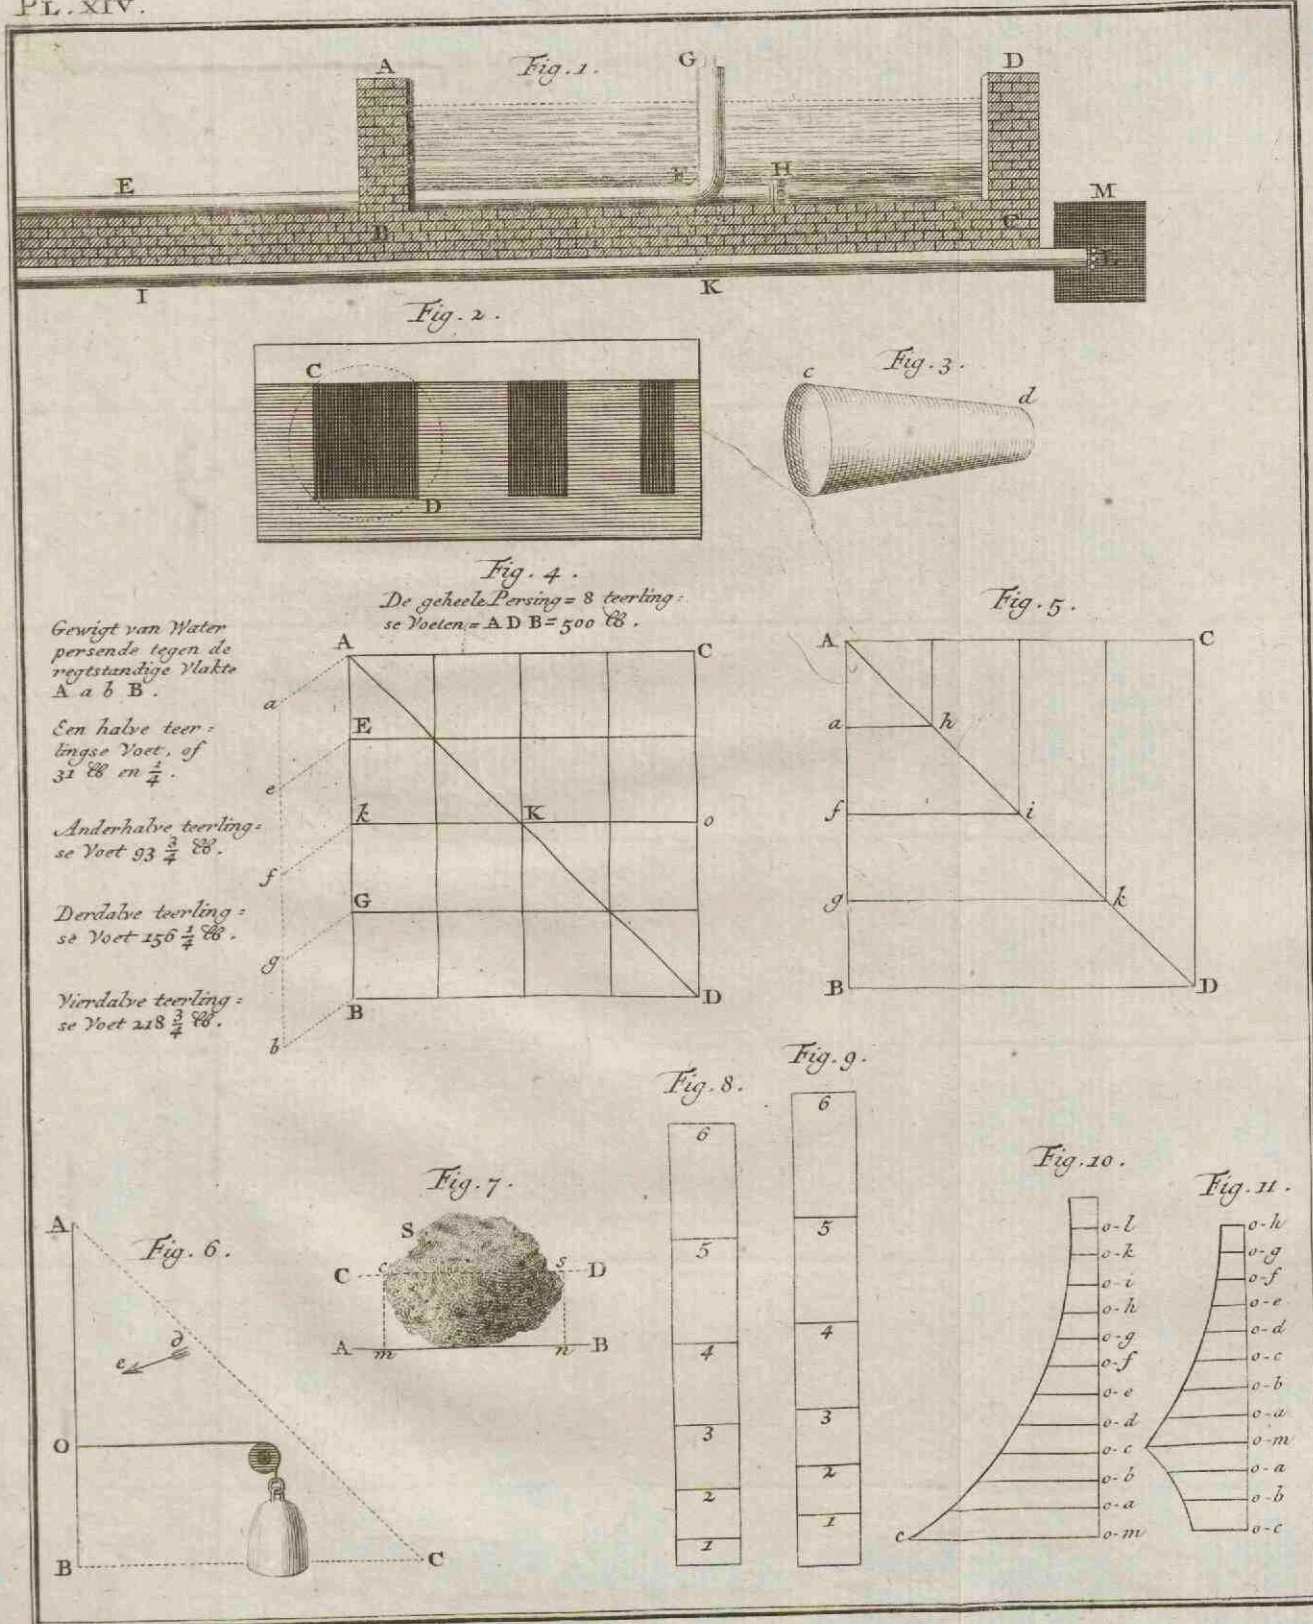 PL. XIV.
A
Fig. 1.
G
D
E
F
H
M
B
C
L
I
K
Fig. 2.
C
D
Fig. 3.
c
d
Fig. 4.
De geheele Persing = 8 teerling =
se Voeten = A D B = 500 ℔.
Gewigt van Water
persende tegen de
regtstandige Vlakte
A a b B.
Een halve teer =
lingse Voet, of
31 ℔ en 1/4.
Anderhalve teerling =
se Voet 93 3/4 ℔.
Derdalve teerling =
se Voet 156 1/4 ℔.
Vierdalve teerling =
se Voet 218 3/4 ℔.
A
C
a
E
e
k
K
o
f
G
g
B
D
b
Fig. 5.
A
C
a
h
f
i
g
k
B
D
Fig. 6.
A
d
e
O
B
C
Fig. 7.
S
C
c
s
D
A
m
n
B
Fig. 8.
6
5
4
3
2
1
Fig. 9.
6
5
4
3
2
1
Fig. 10.
o-l
o-k
o-i
o-h
o-g
o-f
o-e
o-d
o-c
o-b
o-a
c
o-m
Fig. 11.
o-h
o-g
o-f
o-e
o-d
o-c
o-b
o-a
o-m
o-a
o-b
o-c